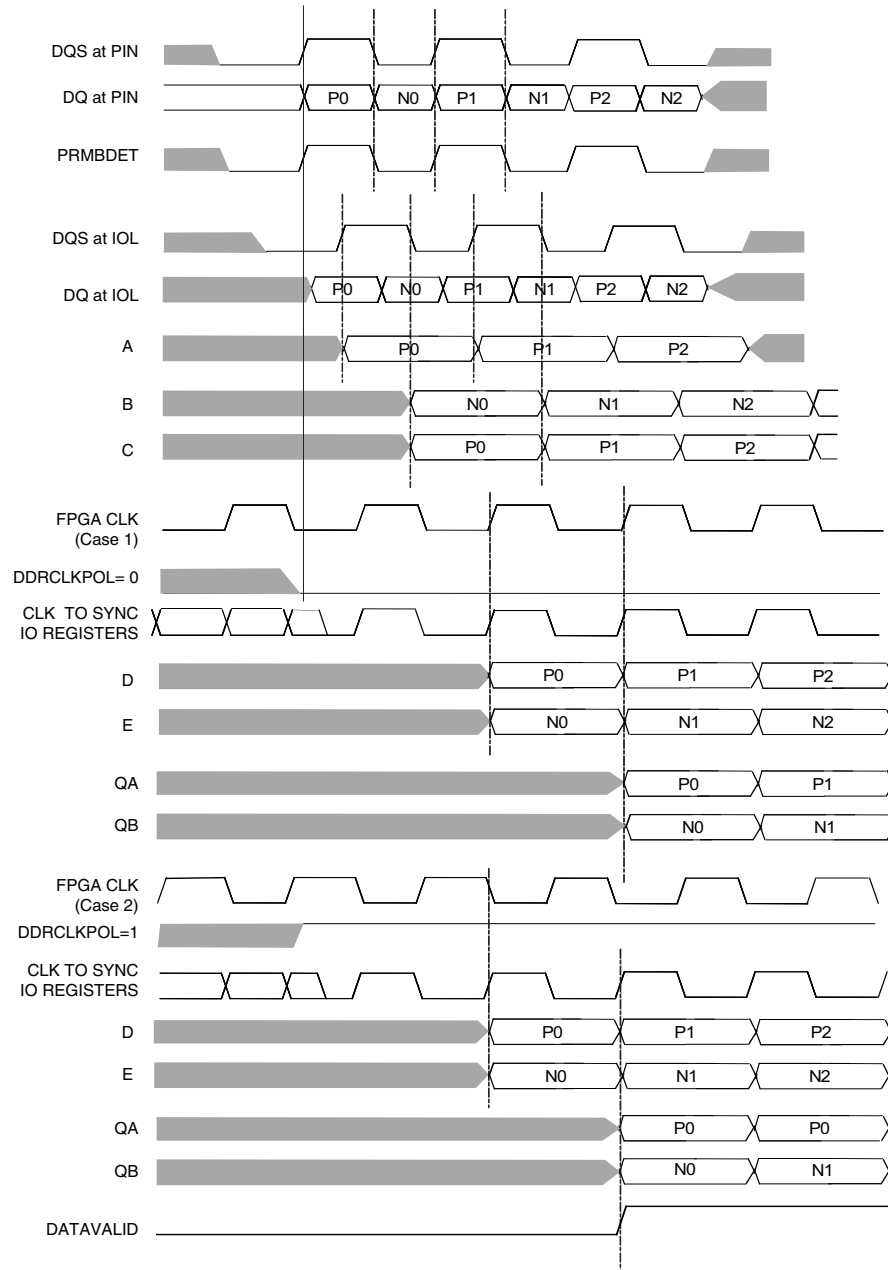 DQS at PIN
DQ at PIN P0 N0 P1 N1 P2 N2
PRMBDET
DQS at IOL
DQ at IOL P0 N0 P1 N1 P2 N2
A P0 P1 P2
B N0 N1 N2
C P0 P1 P2
FPGA CLK
(Case 1)
DDRCLKPOL= 0
CLK TO SYNC
IO REGISTERS
D P0 P1 P2
E N0 N1 N2
QA P0 P1
QB N0 N1
FPGA CLK
(Case 2)
DDRCLKPOL=1
CLK TO SYNC
IO REGISTERS
D P0 P1 P2
E N0 N1 N2
QA P0 P0
QB N0 N1
DATAVALID